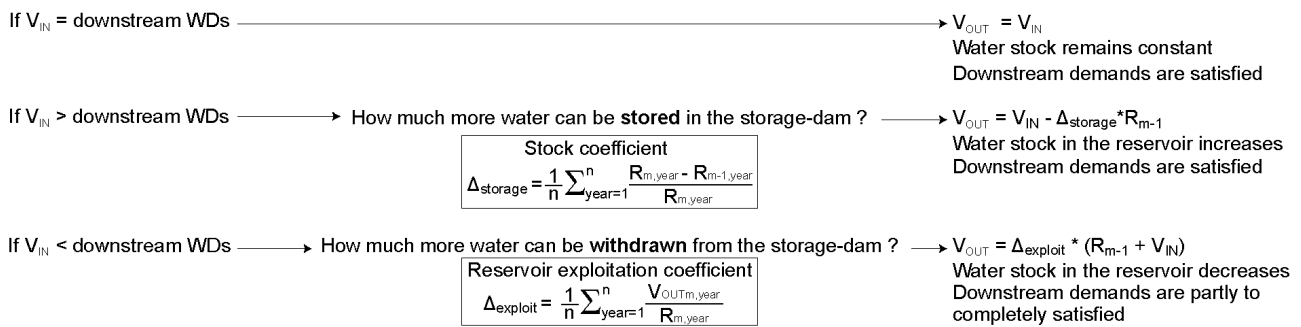 If V_IN = downstream WDs
V_OUT = V_IN
Water stock remains constant
Downstream demands are satisfied
If V_IN > downstream WDs
How much more water can be stored in the storage-dam ?
V_OUT = V_IN - Δ_storage*R_m-1
Water stock in the reservoir increases
Downstream demands are satisfied
Stock coefficient
Δ_storage = 1/n ∑_year=1^n (R_m,year - R_m-1,year)/R_m,year
If V_IN < downstream WDs
How much more water can be withdrawn from the storage-dam ?
V_OUT = Δ_exploit * (R_m-1 + V_IN)
Water stock in the reservoir decreases
Downstream demands are partly to
completely satisfied
Reservoir exploitation coefficient
Δ_exploit = 1/n ∑_year=1^n V_OUTm,year/R_m,year